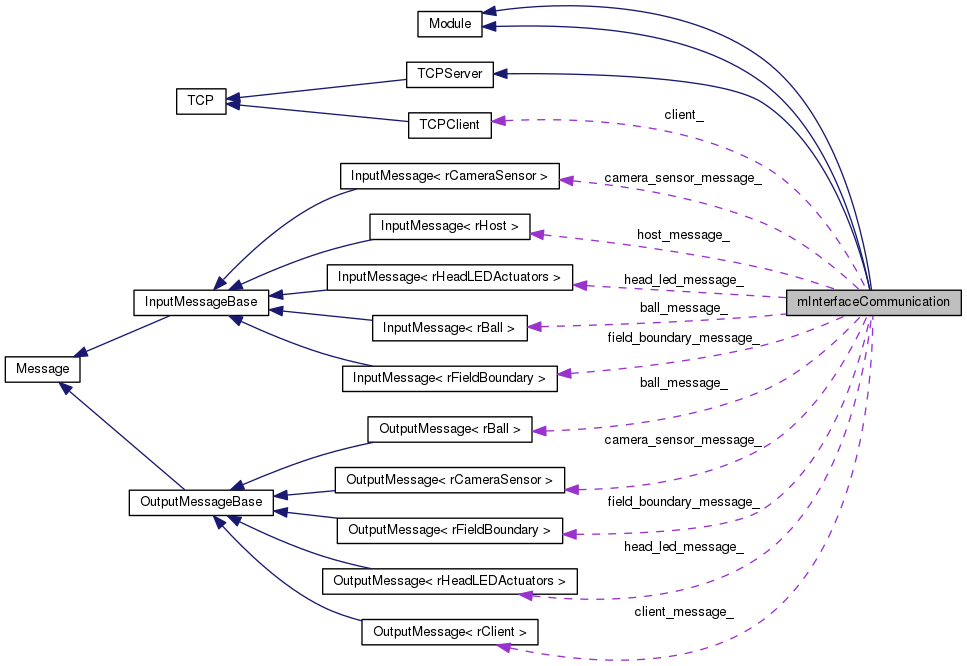 Module
TCPServer
TCP
client_
TCPClient
InputMessage< rCameraSensor >
camera_sensor_message_
InputMessage< rHost >
host_message_
InputMessage< rHeadLEDActuators >
head_led_message_
InputMessageBase
mInterfaceCommunication
ball_message_
InputMessage< rBall >
field_boundary_message_
Message
InputMessage< rFieldBoundary >
ball_message_
OutputMessage< rBall >
camera_sensor_message_
OutputMessage< rCameraSensor >
OutputMessageBase
field_boundary_message_
OutputMessage< rFieldBoundary >
head_led_message_
OutputMessage< rHeadLEDActuators >
client_message_
OutputMessage< rClient >